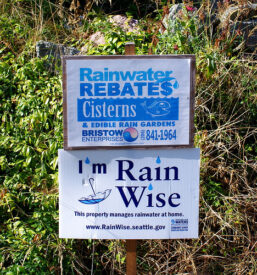 Rainwater
REBATE$
Cisterns
& EDIBLE RAIN GARDENS
BRISTOW
ENTERPRISES
841-1964
I'm Rain
Wise
This property manages rainwater at home.
www.RainWise.seattle.gov